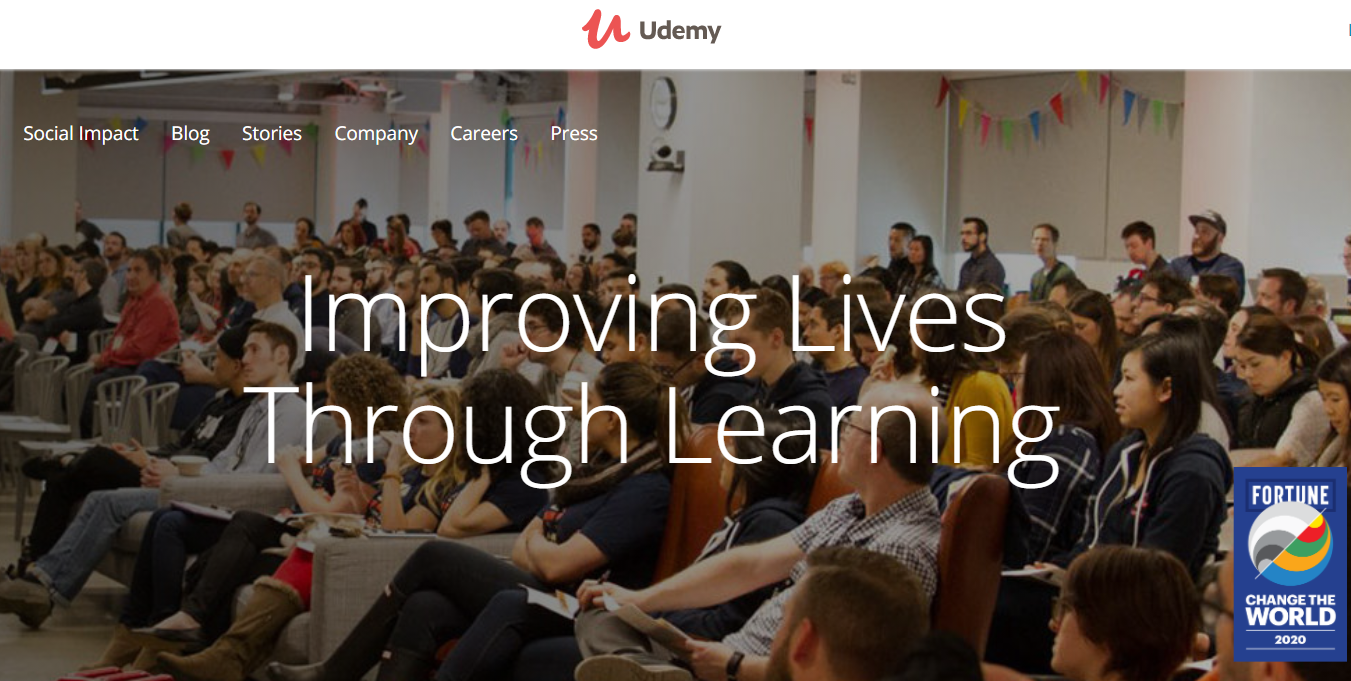 Udemy
Social Impact Blog Stories Company Careers Press
Improving Lives
Through Learning
FORTUNE
CHANGE THE
WORLD
2020